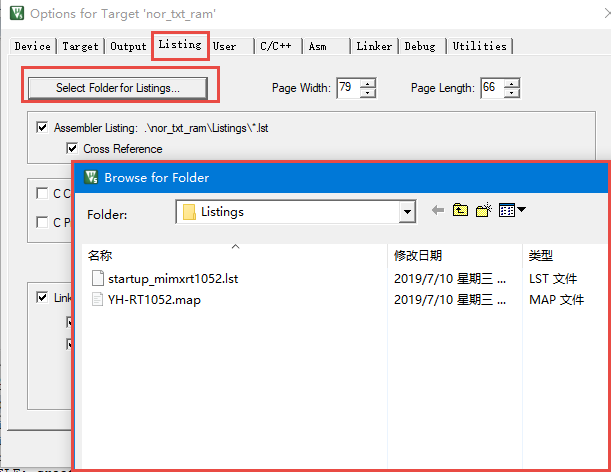 Options for Target 'nor_txt_ram'
Device Target Output Listing User C/C++ Asm Linker Debug Utilities
Select Folder for Listings... Page Width: 79 Page Length: 66
Assembler Listing: .\nor_txt_ram\Listings\*.lst
Cross Reference
Browse for Folder
C C
Folder: Listings
C P
名称 修改日期 类型
startup_mimxrt1052.lst 2019/7/10 星期三 ... LST 文件
Link
YH-RT1052.map 2019/7/10 星期三 ... MAP 文件